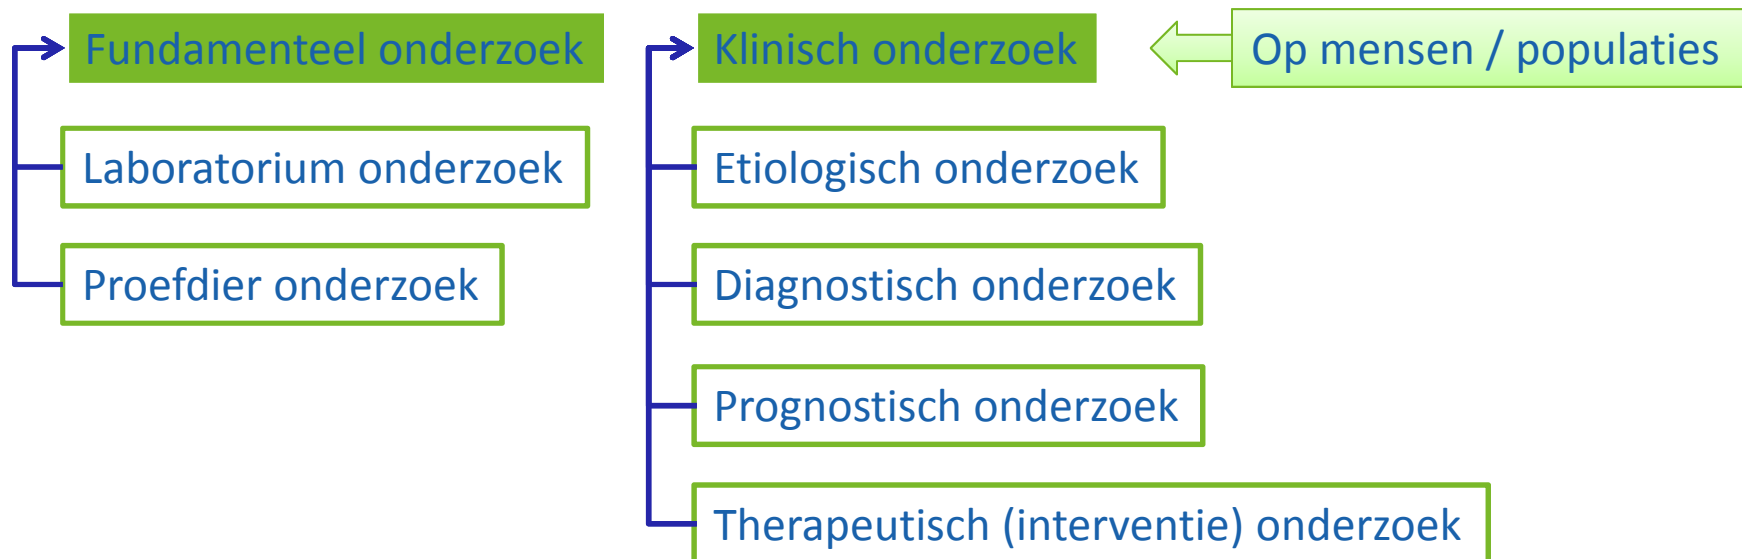 Fundamenteel onderzoek
Laboratorium onderzoek
Proefdier onderzoek
Klinisch onderzoek
Op mensen / populaties
Etiologisch onderzoek
Diagnostisch onderzoek
Prognostisch onderzoek
Therapeutisch (interventie) onderzoek